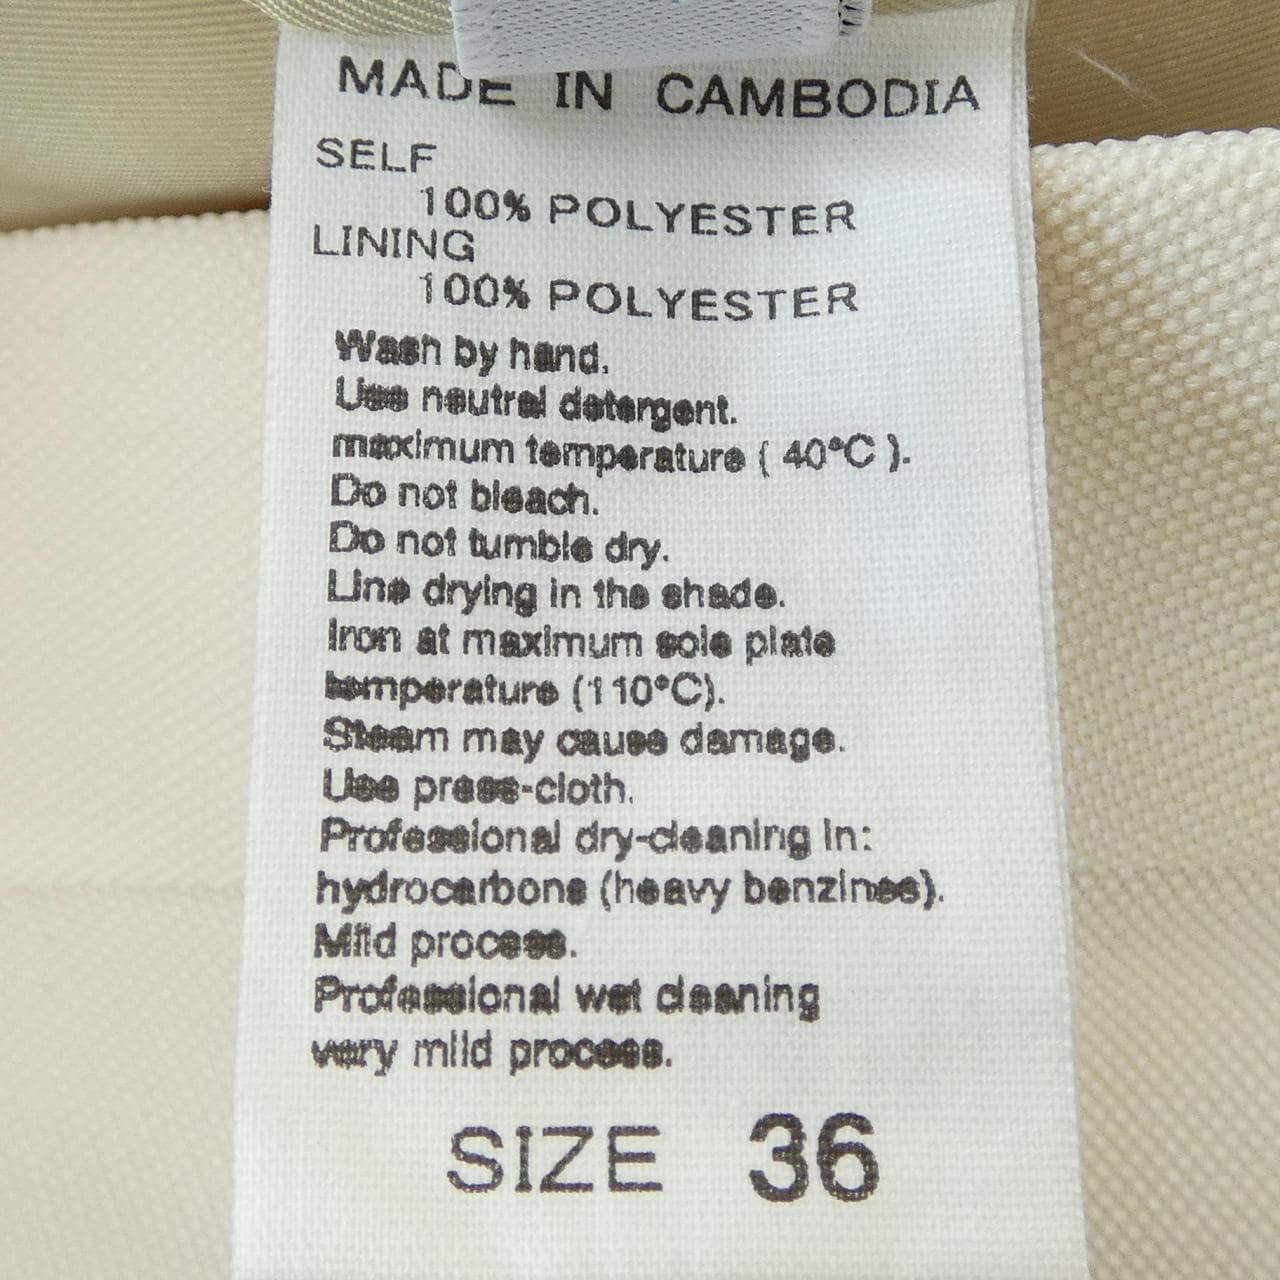 MADE IN CAMBODIA
SELF
100% POLYESTER
LINING
100% POLYESTER
Wash by hand.
Use neutral detergent.
maximum temperature ( 40°C ).
Do not bleach.
Do not tumble dry.
Line drying in the shade.
Iron at maximum sole plate
temperature (110°C).
Steam may cause damage.
Use press-cloth.
Professional dry-cleaning in:
hydrocarbons (heavy benzines).
Mild process.
Professional wet cleaning
very mild process.
SIZE 36